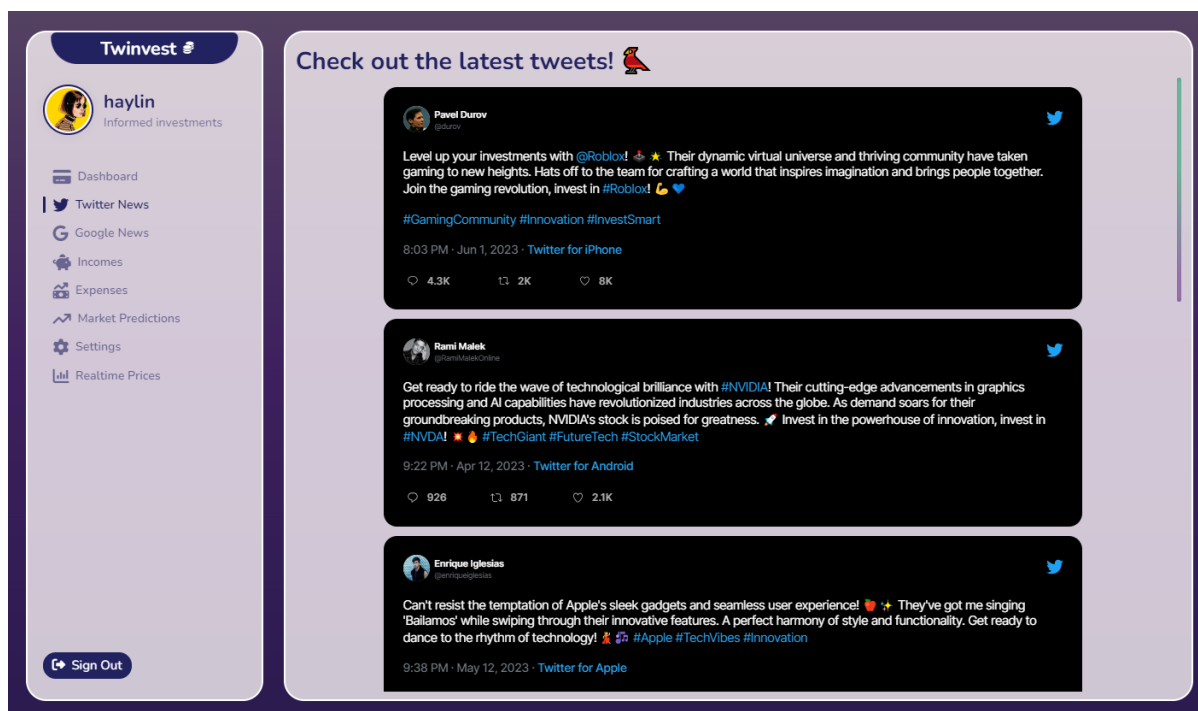 Twinvest
haylin
Informed investments
Dashboard
Twitter News
Google News
Incomes
Expenses
Market Predictions
Settings
Realtime Prices
Sign Out
Check out the latest tweets!
Pavel Durov
@durov
Level up your investments with @Roblox! 🕹️ ⭐ Their dynamic virtual universe and thriving community have taken
gaming to new heights. Hats off to the team for crafting a world that inspires imagination and brings people together.
Join the gaming revolution, invest in #Roblox! 💪 💙
#GamingCommunity #Innovation #InvestSmart
8:03 PM · Jun 1, 2023 · Twitter for iPhone
4.3K 2K 8K
Rami Malek
@RamiMalekOnline
Get ready to ride the wave of technological brilliance with #NVIDIA! Their cutting-edge advancements in graphics
processing and AI capabilities have revolutionized industries across the globe. As demand soars for their
groundbreaking products, NVIDIA's stock is poised for greatness. 🚀 Invest in the powerhouse of innovation, invest in
#NVDA! 💥 🔥 #TechGiant #FutureTech #StockMarket
9:22 PM · Apr 12, 2023 · Twitter for Android
926 871 2.1K
Enrique Iglesias
@enriqueiglesias
Can't resist the temptation of Apple's sleek gadgets and seamless user experience! 🍎 ✨ They've got me singing
'Bailamos' while swiping through their innovative features. A perfect harmony of style and functionality. Get ready to
dance to the rhythm of technology! 💃 🎶 #Apple #TechVibes #Innovation
9:38 PM · May 12, 2023 · Twitter for Apple